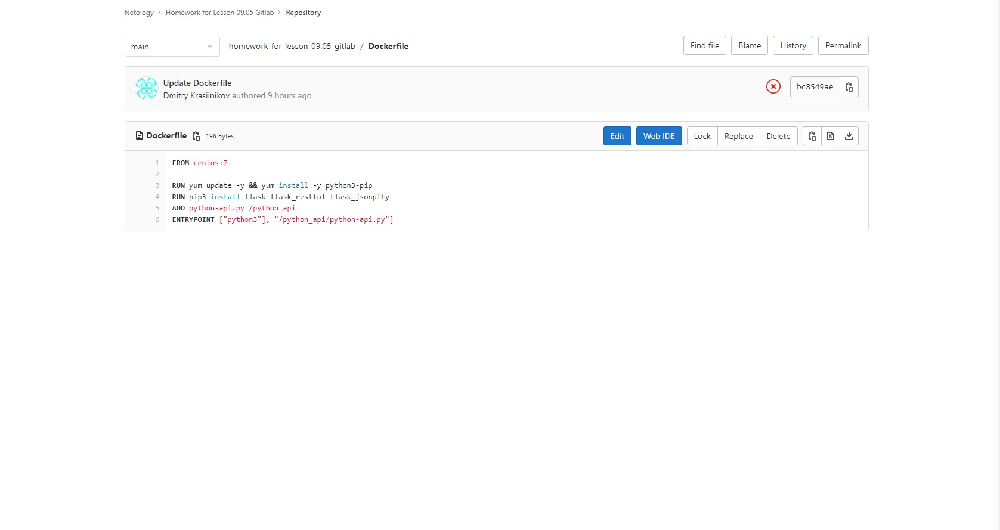 Netology > Homework for Lesson 09.05 Gitlab > Repository
main
homework-for-lesson-09.05-gitlab / Dockerfile
Find file
Blame
History
Permalink
Update Dockerfile
Dmitry Krasilnikov authored 9 hours ago
bc8549ae
Dockerfile 198 Bytes
Edit
Web IDE
Lock
Replace
Delete
1 FROM centos:7
2
3 RUN yum update -y && yum install -y python3-pip
4 RUN pip3 install flask flask_restful flask_jsonpify
5 ADD python-api.py /python_api
6 ENTRYPOINT ["python3"], "/python_api/python-api.py"]